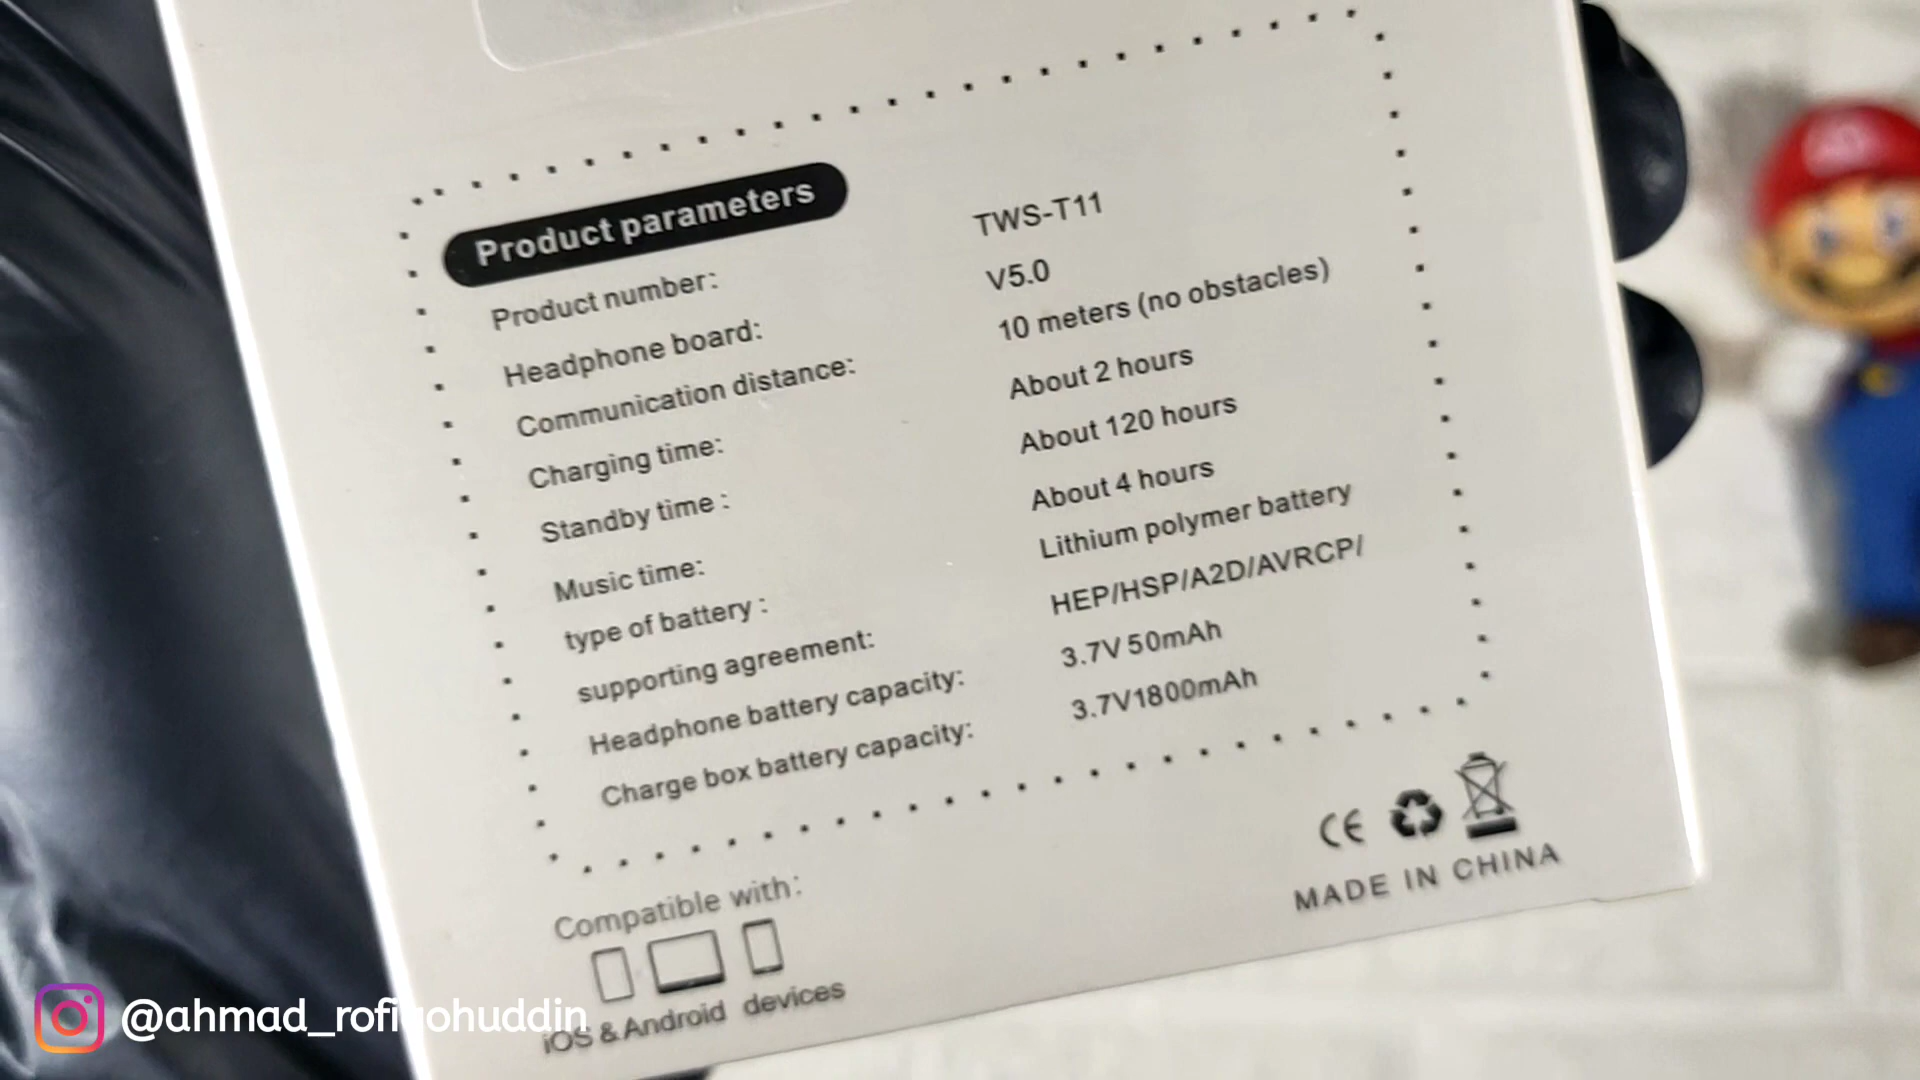 Product parameters
Product number: TWS-T11
Headphone board: V5.0
Communication distance: 10 meters (no obstacles)
Charging time: About 2 hours
Standby time : About 120 hours
Music time: About 4 hours
type of battery : Lithium polymer battery
supporting agreement: HEP/HSP/A2D/AVRCP/
Headphone battery capacity: 3.7V 50mAh
Charge box battery capacity: 3.7V1800mAh
CE
MADE IN CHINA
Compatible with:
iOS & Android devices
@ahmad_rofiqohuddin